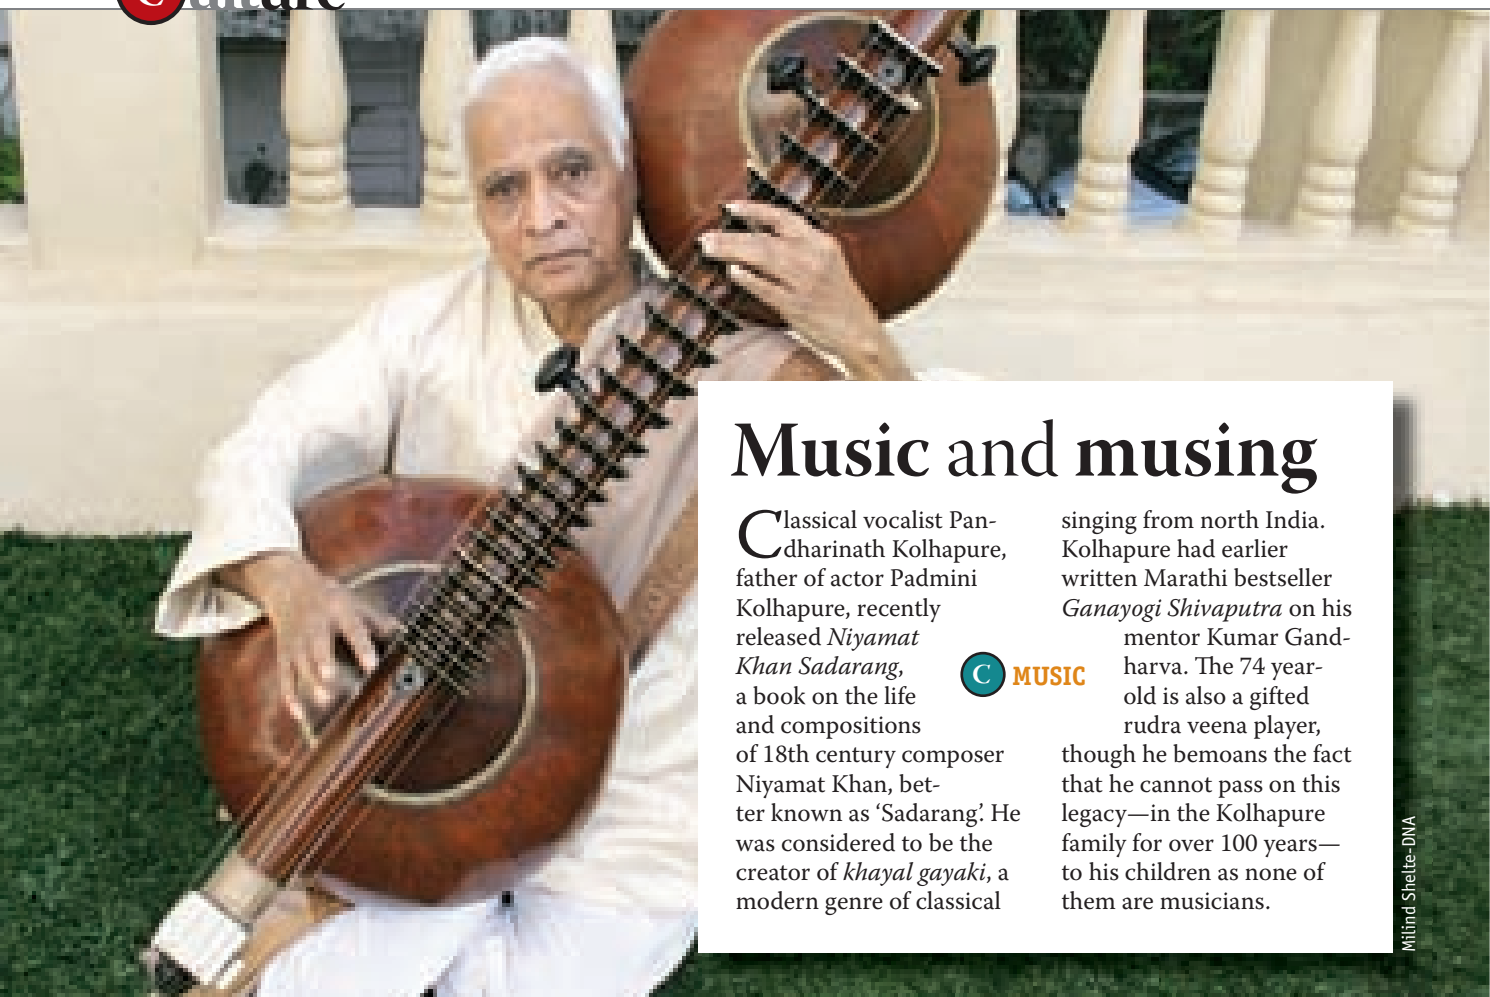 Culture
Music and musing
Classical vocalist Pan-
dharinath Kolhapure,
father of actor Padmini
Kolhapure, recently
released Niyamat
Khan Sadarang,
a book on the life
and compositions
of 18th century composer
Niyamat Khan, bet-
ter known as ‘Sadarang’. He
was considered to be the
creator of khayal gayaki, a
modern genre of classical
singing from north India.
Kolhapure had earlier
written Marathi bestseller
Ganayogi Shivaputra on his
mentor Kumar Gand-
harva. The 74 year-
old is also a gifted
rudra veena player,
though he bemoans the fact
that he cannot pass on this
legacy—in the Kolhapure
family for over 100 years—
to his children as none of
them are musicians.
C MUSIC
Milind Shelte-DNA